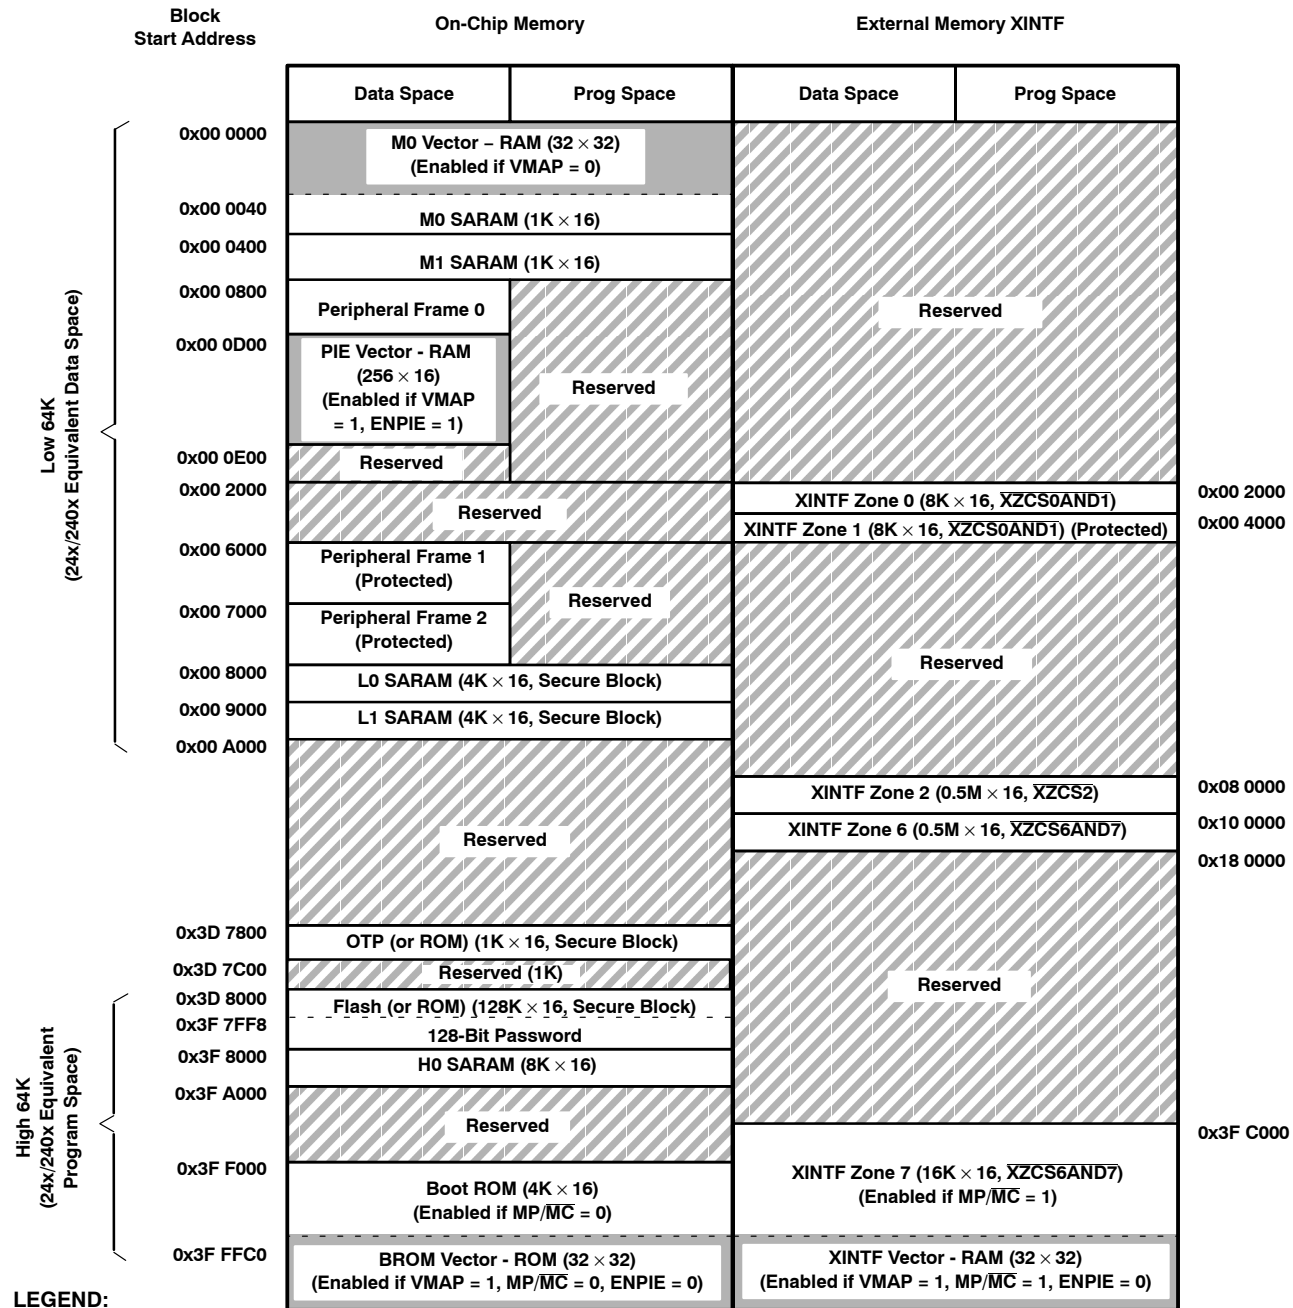 Block
Start Address
On-Chip Memory
External Memory XINTF
Data Space
Prog Space
Data Space
Prog Space
Low 64K
(24x/240x Equivalent Data Space)
0x00 0000
M0 Vector – RAM (32 × 32)
(Enabled if VMAP = 0)
0x00 0040
M0 SARAM (1K × 16)
0x00 0400
M1 SARAM (1K × 16)
0x00 0800
Peripheral Frame 0
0x00 0D00
PIE Vector - RAM
(256 × 16)
(Enabled if VMAP
= 1, ENPIE = 1)
Reserved
Reserved
0x00 0E00
Reserved
0x00 2000
Reserved
XINTF Zone 0 (8K × 16, XZCS0AND1)
0x00 2000
XINTF Zone 1 (8K × 16, XZCS0AND1) (Protected)
0x00 4000
0x00 6000
Peripheral Frame 1
(Protected)
Reserved
0x00 7000
Peripheral Frame 2
(Protected)
Reserved
0x00 8000
L0 SARAM (4K × 16, Secure Block)
0x00 9000
L1 SARAM (4K × 16, Secure Block)
0x00 A000
Reserved
XINTF Zone 2 (0.5M × 16, XZCS2)
0x08 0000
XINTF Zone 6 (0.5M × 16, XZCS6AND7)
0x10 0000
0x18 0000
0x3D 7800
OTP (or ROM) (1K × 16, Secure Block)
0x3D 7C00
Reserved (1K)
Reserved
High 64K
(24x/240x Equivalent
Program Space)
0x3D 8000
Flash (or ROM) (128K × 16, Secure Block)
0x3F 7FF8
128-Bit Password
0x3F 8000
H0 SARAM (8K × 16)
0x3F A000
Reserved
0x3F C000
0x3F F000
Boot ROM (4K × 16)
(Enabled if MP/MC = 0)
XINTF Zone 7 (16K × 16, XZCS6AND7)
(Enabled if MP/MC = 1)
0x3F FFC0
BROM Vector - ROM (32 × 32)
(Enabled if VMAP = 1, MP/MC = 0, ENPIE = 0)
XINTF Vector - RAM (32 × 32)
(Enabled if VMAP = 1, MP/MC = 1, ENPIE = 0)
LEGEND: